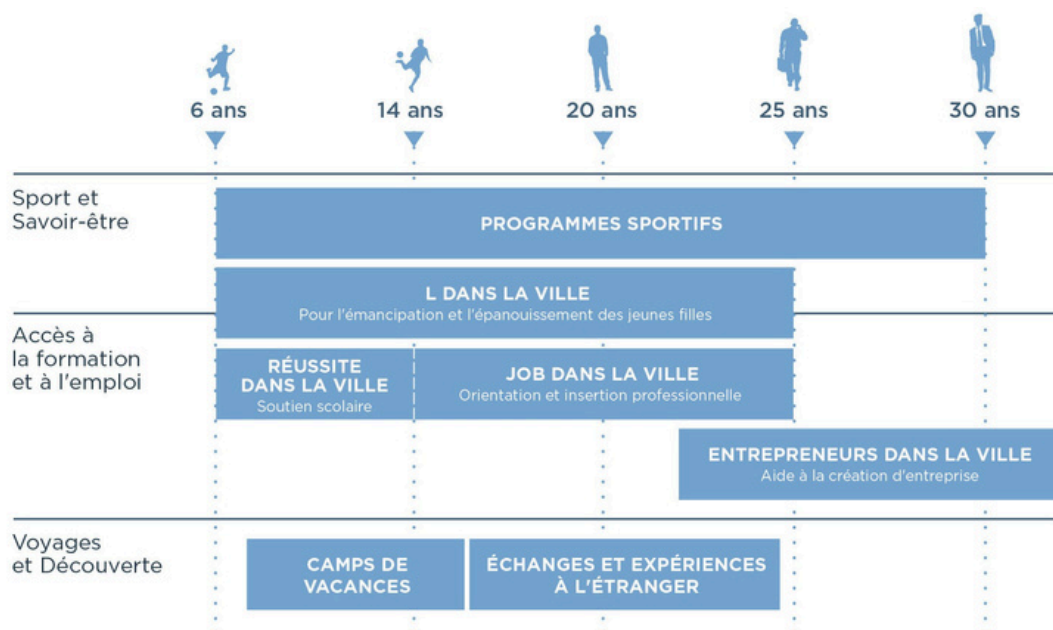 6 ans
14 ans
20 ans
25 ans
30 ans
Sport et
Savoir-être
PROGRAMMES SPORTIFS
L DANS LA VILLE
Pour l'émancipation et l'épanouissement des jeunes filles
Accès à
la formation
et à l'emploi
RÉUSSITE
DANS LA VILLE
Soutien scolaire
JOB DANS LA VILLE
Orientation et insertion professionnelle
ENTREPRENEURS DANS LA VILLE
Aide à la création d'entreprise
Voyages
et Découverte
CAMPS DE
VACANCES
ÉCHANGES ET EXPÉRIENCES
À L'ÉTRANGER